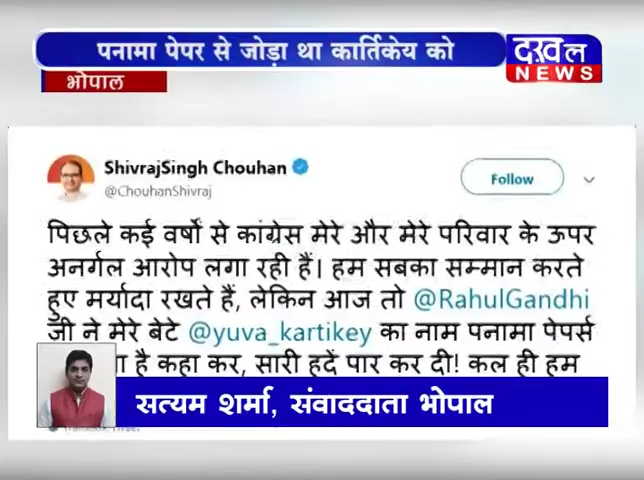 पनामा पेपर से जोड़ा था कार्तिकेय को
दख़ल
NEWS
भोपाल
ShivrajSingh Chouhan
@ChouhanShivraj
Follow
पिछले कई वर्षों से कांग्रेस मेरे और मेरे परिवार के ऊपर
अनर्गल आरोप लगा रही हैं। हम सबका सम्मान करते
हुए मर्यादा रखते हैं, लेकिन आज तो @RahulGandhi
जी ने मेरे बेटे @yuva_kartikey का नाम पनामा पेपर्स
है कहा कर, सारी हदें पार कर दी! कल ही हम
सत्यम शर्मा, संवाददाता भोपाल